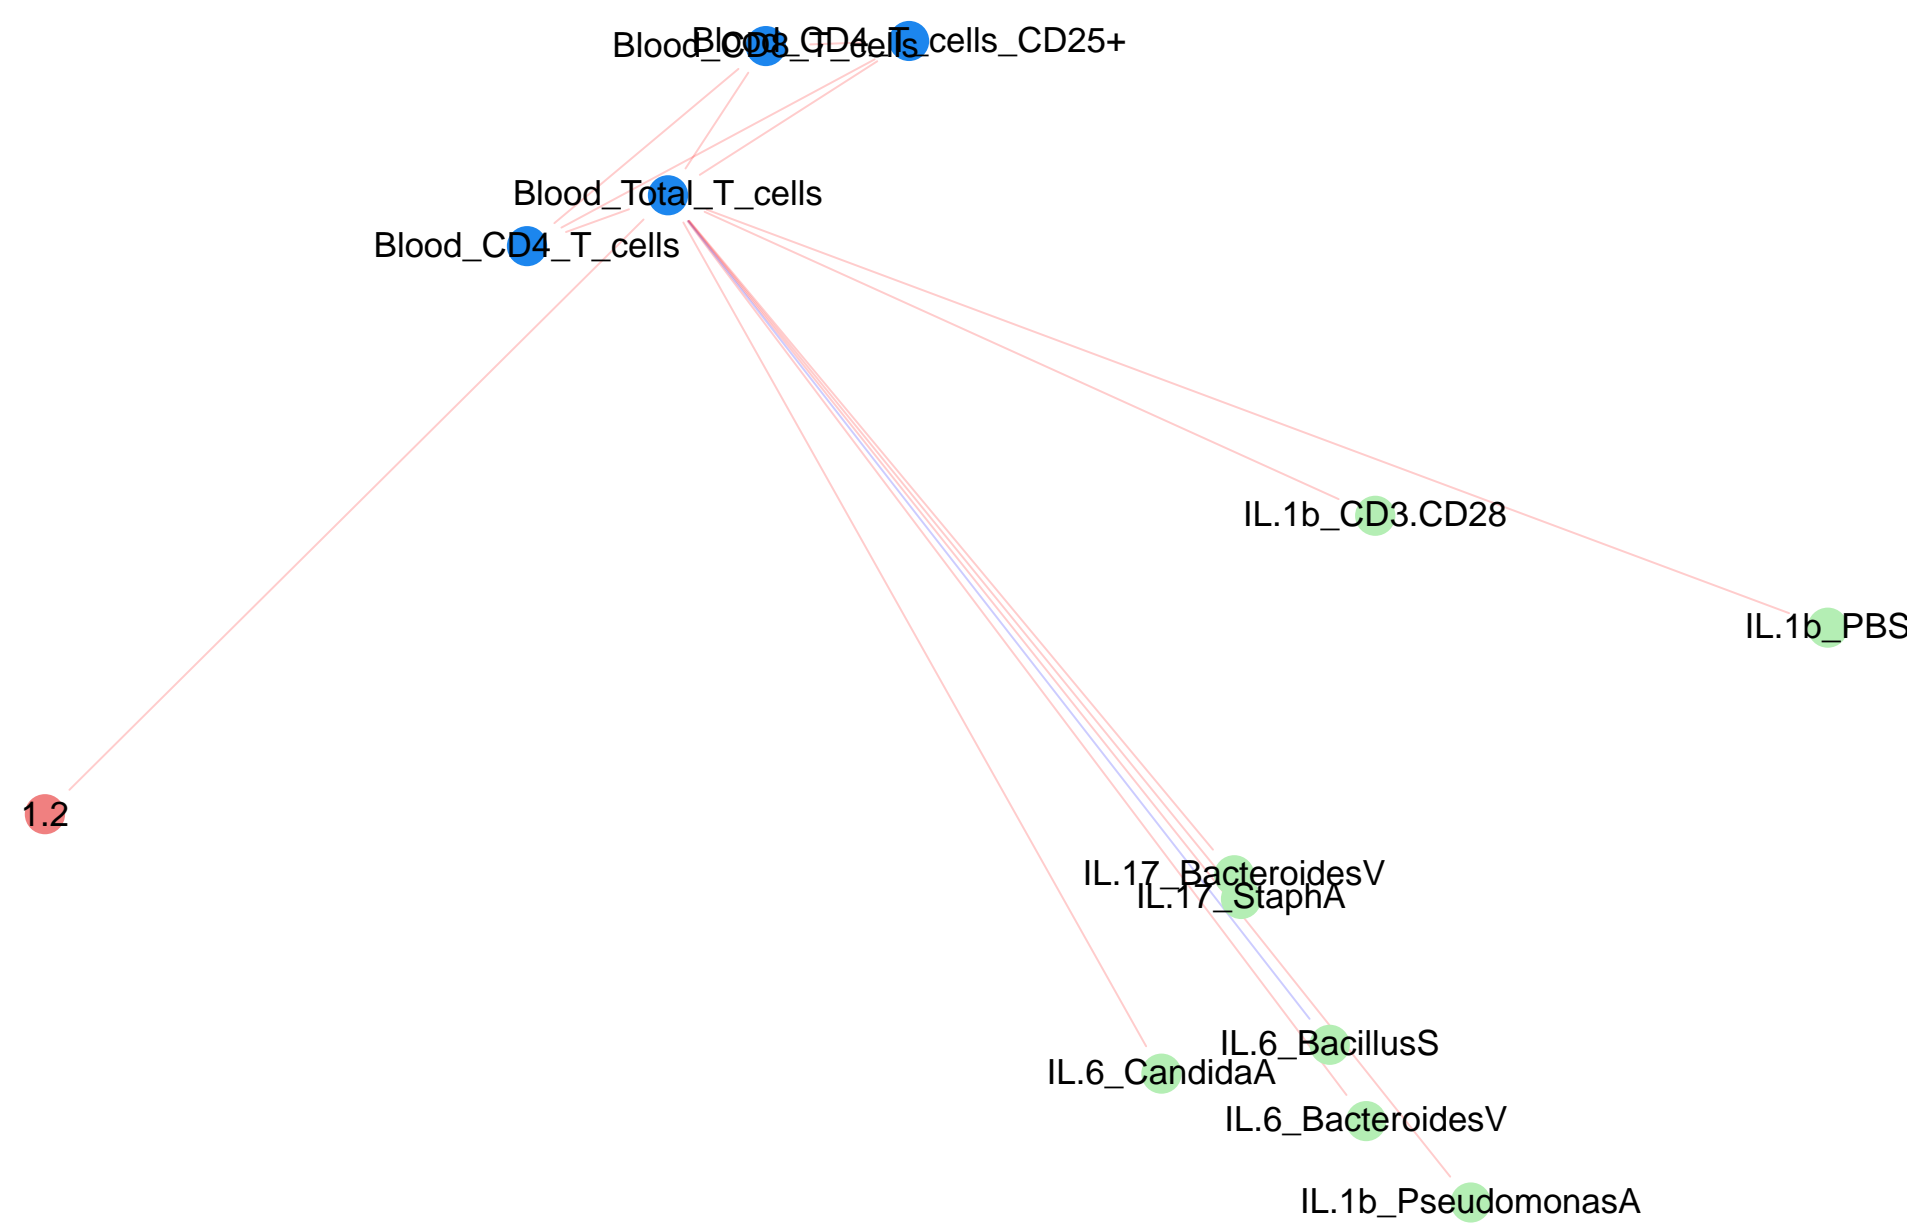 Blood_CD8_T_cells
Blood_CD4_T_cells_CD25+
Blood_Total_T_cells
Blood_CD4_T_cells
IL.1b_CD3.CD28
IL.1b_PBS
1.2
IL.17_BacteroidesV
IL.17_StaphA
IL.6_BacillusS
IL.6_CandidaA
IL.6_BacteroidesV
IL.1b_PseudomonasA